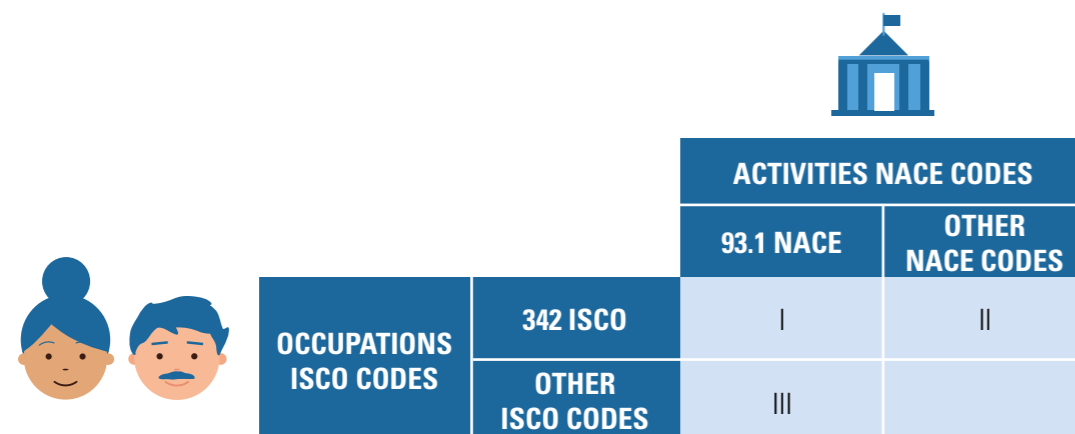 ACTIVITIES NACE CODES
93.1 NACE
OTHER
NACE CODES
OCCUPATIONS
ISCO CODES
342 ISCO
I
II
OTHER
ISCO CODES
III